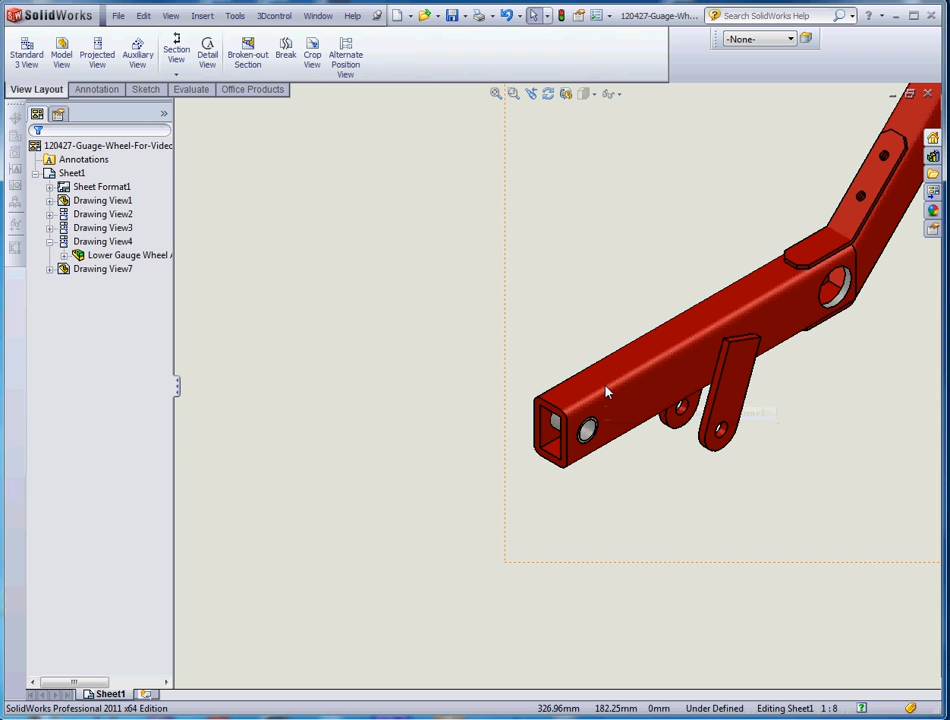 SolidWorks File Edit View Insert Tools 3Dcontrol Window Help 120427-Guage-Wh... Search SolidWorks Help
-None-
Standard 3 View
Model View
Projected View
Auxiliary View
Section View
Detail View
Broken-out Section
Break
Crop View
Alternate Position View
View Layout Annotation Sketch Evaluate Office Products
120427-Guage-Wheel-For-Videc
A Annotations
Sheet1
Sheet Format1
Drawing View1
Drawing View2
Drawing View3
Drawing View4
Lower Gauge Wheel A
Drawing View7
Sheet1
SolidWorks Professional 2011 x64 Edition 326.96mm 182.25mm 0mm Under Defined Editing Sheet1 1 : 8